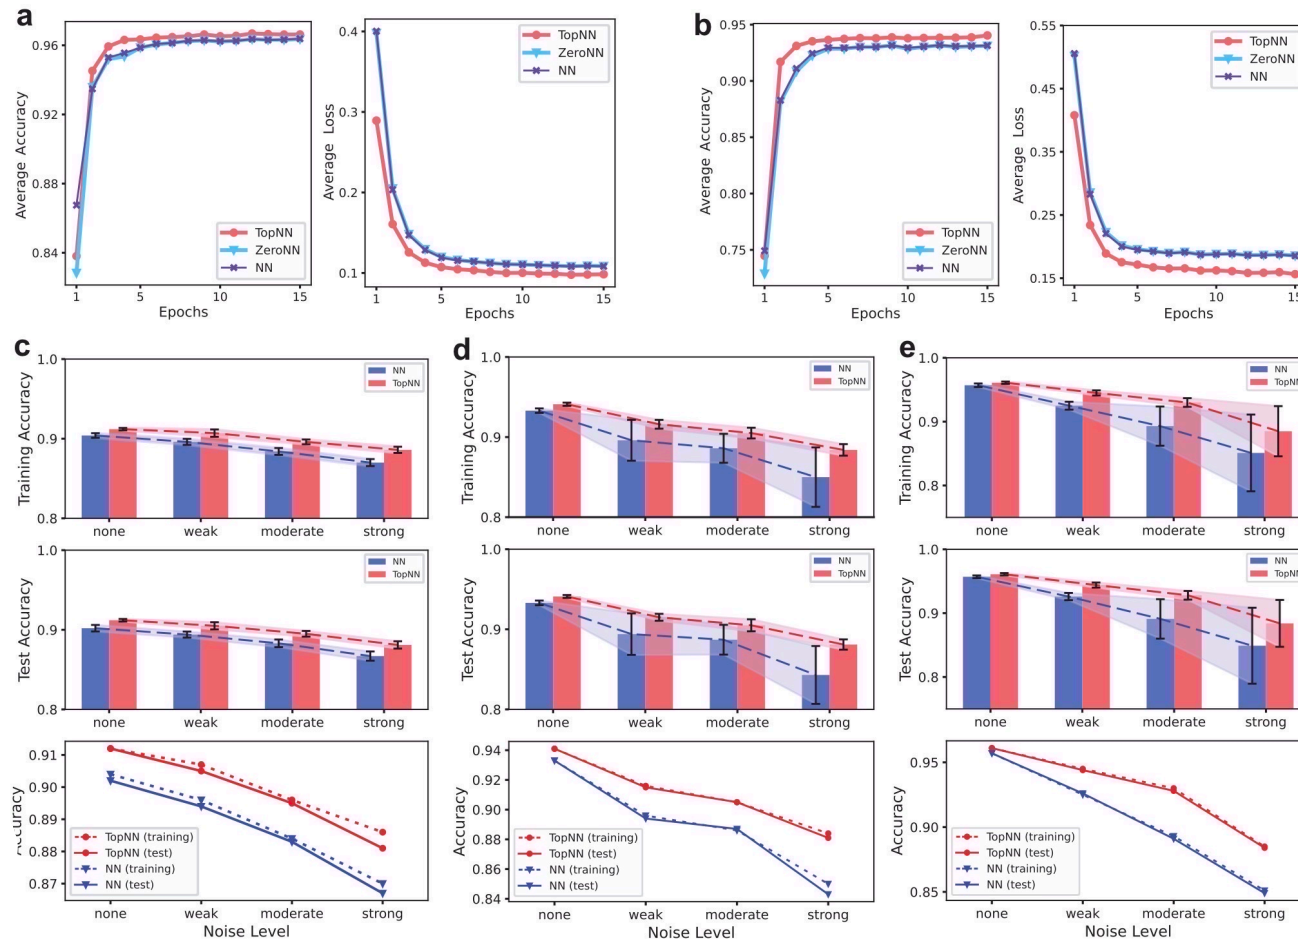 a
Average Accuracy
0.96
0.92
0.88
0.84
1
5
10
15
Epochs
TopNN
ZeroNN
NN
Average Loss
0.4
0.3
0.2
0.1
1
5
10
15
Epochs
TopNN
ZeroNN
NN
b
Average Accuracy
0.95
0.90
0.85
0.80
0.75
1
5
10
15
Epochs
TopNN
ZeroNN
NN
Average Loss
0.55
0.45
0.35
0.25
0.15
1
5
10
15
Epochs
TopNN
ZeroNN
NN
c
Training Accuracy
1.0
0.9
0.8
none weak moderate strong
NN
TopNN
Test Accuracy
1.0
0.9
0.8
none weak moderate strong
NN
TopNN
0.91
0.90
0.89
0.88
0.87
TopNN (training)
TopNN (test)
NN (training)
NN (test)
none weak moderate strong
Noise Level
d
Training Accuracy
1.0
0.9
0.8
none weak moderate strong
NN
TopNN
Test Accuracy
1.0
0.9
0.8
none weak moderate strong
NN
TopNN
Accuracy
0.94
0.92
0.90
0.88
0.86
0.84
TopNN (training)
TopNN (test)
NN (training)
NN (test)
none weak moderate strong
Noise Level
e
Training Accuracy
1.0
0.9
0.8
none weak moderate strong
NN
TopNN
Test Accuracy
1.0
0.9
0.8
none weak moderate strong
NN
TopNN
Accuracy
0.95
0.90
0.85
TopNN (training)
TopNN (test)
NN (training)
NN (test)
none weak moderate strong
Noise Level